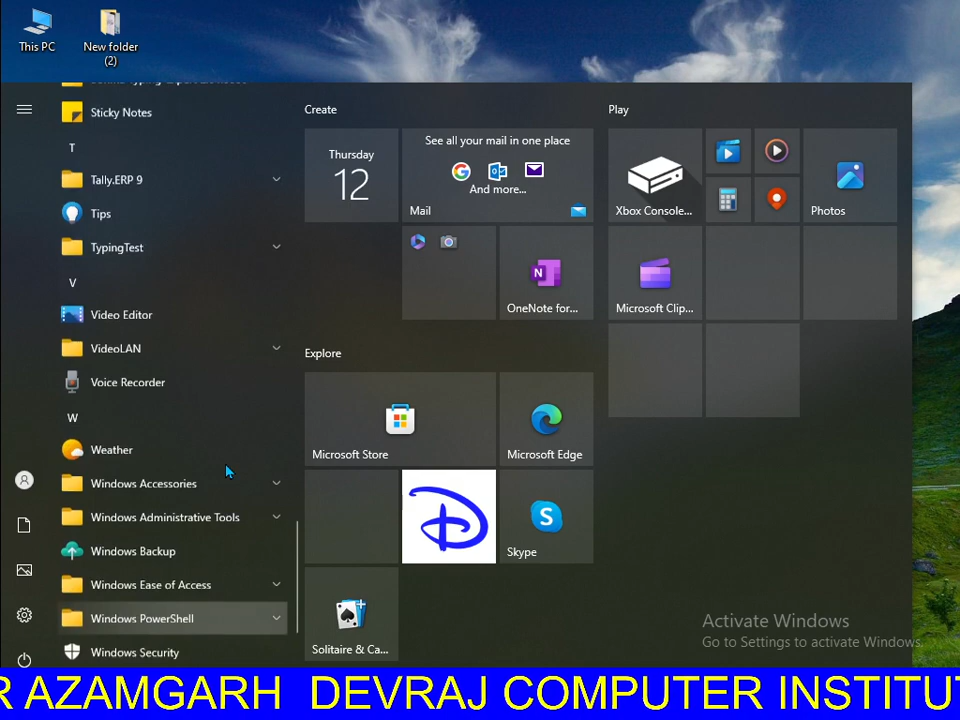 This PC
New folder
(2)
Sticky Notes
T
Tally.ERP 9
Tips
TypingTest
V
Video Editor
VideoLAN
Voice Recorder
W
Weather
Windows Accessories
Windows Administrative Tools
Windows Backup
Windows Ease of Access
Windows PowerShell
Windows Security
Create
Thursday
12
See all your mail in one place
And more...
Mail
OneNote for...
Explore
Microsoft Store
Microsoft Edge
Skype
Solitaire & Ca...
Play
Xbox Console...
Photos
Microsoft Clip...
Activate Windows
Go to Settings to activate Windows.
R AZAMGARH DEVRAJ COMPUTER INSTITUT